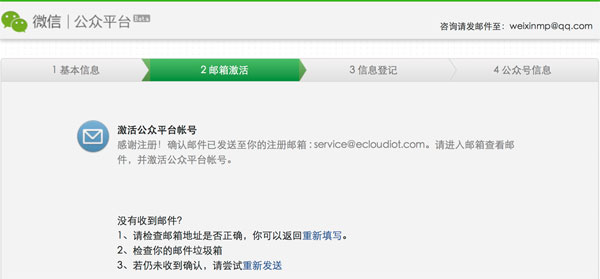 微信 | 公众平台 Beta
咨询请发邮件至：weixinmp@qq.com
1 基本信息
2 邮箱激活
3 信息登记
4 公众号信息
激活公众平台帐号
感谢注册！确认邮件已发送至你的注册邮箱 : service@ecloudiot.com。请进入邮箱查看邮
件，并激活公众平台帐号。
没有收到邮件?
1、请检查邮箱地址是否正确，你可以返回重新填写。
2、检查你的邮件垃圾箱
3、若仍未收到确认，请尝试重新发送